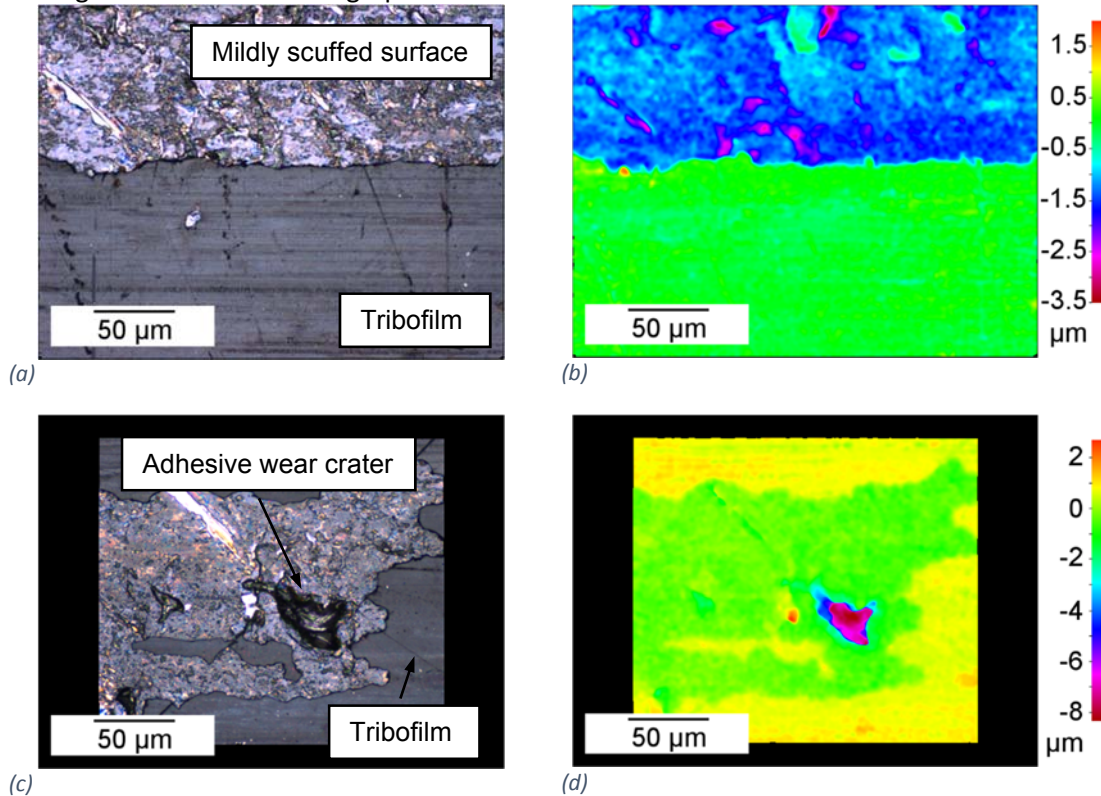 Mildly scuffed surface
Tribofilm
50 µm
(a)
50 µm
1.5
0.5
-0.5
-1.5
-2.5
-3.5
µm
(b)
Adhesive wear crater
Tribofilm
50 µm
(c)
50 µm
2
0
-2
-4
-6
-8
µm
(d)